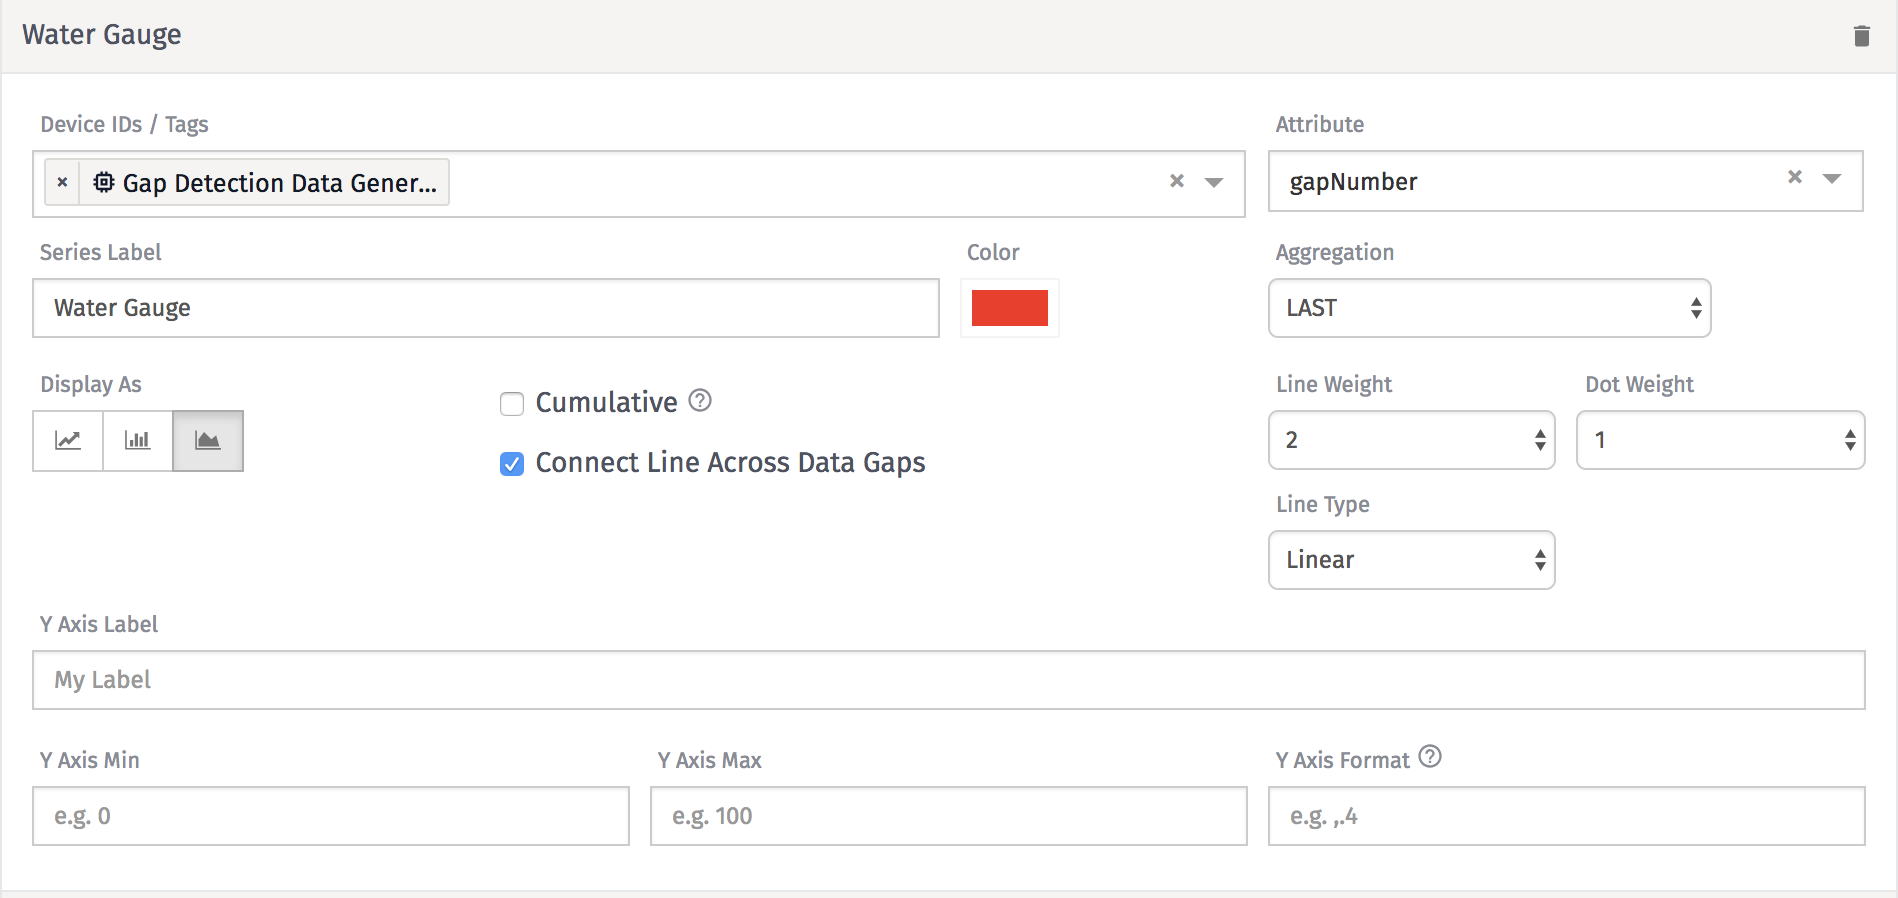 Water Gauge
Device IDs / Tags
Attribute
× Gap Detection Data Gener... ×
gapNumber ×
Series Label
Color
Aggregation
Water Gauge
LAST
Display As
Cumulative ?
Line Weight
Dot Weight
2
1
Connect Line Across Data Gaps
Line Type
Linear
Y Axis Label
My Label
Y Axis Min
Y Axis Max
Y Axis Format ?
e.g. 0
e.g. 100
e.g. ,.4